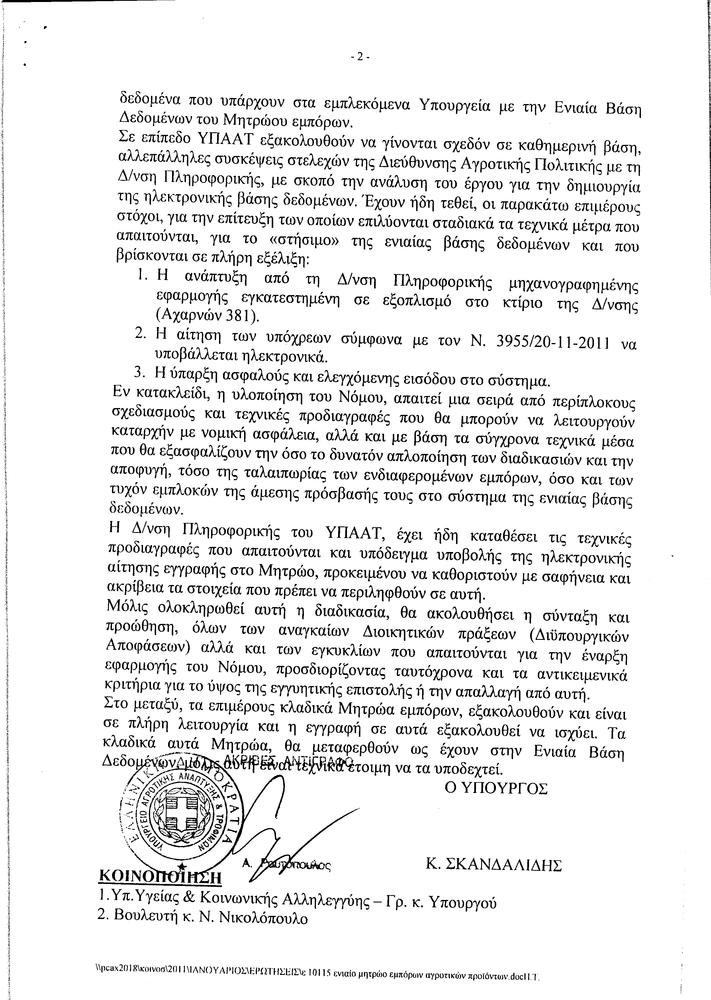 - 2 -
δεδομένα που υπάρχουν στα εμπλεκόμενα Υπουργεία με την Ενιαία Βάση
Δεδομένων του Μητρώου εμπόρων.
Σε επίπεδο ΥΠΑΑΤ εξακολουθούν να γίνονται σχεδόν σε καθημερινή βάση,
αλλεπάλληλες συσκέψεις στελεχών της Διεύθυνσης Αγροτικής Πολιτικής με τη
Δ/νση Πληροφορικής, με σκοπό την ανάλυση του έργου για την δημιουργία
της ηλεκτρονικής βάσης δεδομένων. Έχουν ήδη τεθεί, οι παρακάτω επιμέρους
στόχοι, για την επίτευξη των οποίων επιλύονται σταδιακά τα τεχνικά μέτρα που
απαιτούνται, για το «στήσιμο» της ενιαίας βάσης δεδομένων και που
βρίσκονται σε πλήρη εξέλιξη:
1. Η ανάπτυξη από τη Δ/νση Πληροφορικής μηχανογραφημένης
εφαρμογής εγκατεστημένη σε εξοπλισμό στο κτίριο της Δ/νσης
(Αχαρνών 381).
2. Η αίτηση των υπόχρεων σύμφωνα με τον Ν. 3955/20-11-2011 να
υποβάλλεται ηλεκτρονικά.
3. Η ύπαρξη ασφαλούς και ελεγχόμενης εισόδου στο σύστημα.
Εν κατακλείδι, η υλοποίηση του Νόμου, απαιτεί μια σειρά από περίπλοκους
σχεδιασμούς και τεχνικές προδιαγραφές που θα μπορούν να λειτουργούν
καταρχήν με νομική ασφάλεια, αλλά και με βάση τα σύγχρονα τεχνικά μέσα
που θα εξασφαλίζουν την όσο το δυνατόν απλοποίηση των διαδικασιών και την
αποφυγή, τόσο της ταλαιπωρίας των ενδιαφερομένων εμπόρων, όσο και των
τυχόν εμπλοκών της άμεσης πρόσβασής τους στο σύστημα της ενιαίας βάσης
δεδομένων.
Η Δ/νση Πληροφορικής του ΥΠΑΑΤ, έχει ήδη καταθέσει τις τεχνικές
προδιαγραφές που απαιτούνται και υπόδειγμα υποβολής της ηλεκτρονικής
αίτησης εγγραφής στο Μητρώο, προκειμένου να καθοριστούν με σαφήνεια και
ακρίβεια τα στοιχεία που πρέπει να περιληφθούν σε αυτή.
Μόλις ολοκληρωθεί αυτή η διαδικασία, θα ακολουθήσει η σύνταξη και
προώθηση, όλων των αναγκαίων Διοικητικών πράξεων (Διϋπουργικών
Αποφάσεων) αλλά και των εγκυκλίων που απαιτούνται για την έναρξη
εφαρμογής του Νόμου, προσδιορίζοντας ταυτόχρονα και τα αντικειμενικά
κριτήρια για το ύψος της εγγυητικής επιστολής ή την απαλλαγή από αυτή.
Στο μεταξύ, τα επιμέρους κλαδικά Μητρώα εμπόρων, εξακολουθούν και είναι
σε πλήρη λειτουργία και η εγγραφή σε αυτά εξακολουθεί να ισχύει. Τα
κλαδικά αυτά Μητρώα, θα μεταφερθούν ως έχουν στην Ενιαία Βάση
Δεδομένων, μόλις αυτή είναι τεχνικά έτοιμη να τα υποδεχτεί.
ΑΚΡΙΒΕΣ ΑΝΤΙΓΡΑΦΟ
Ο ΥΠΟΥΡΓΟΣ
ΕΛΛΗΝΙΚΗ ΔΗΜΟΚΡΑΤΙΑ
ΥΠΟΥΡΓΕΙΟ ΑΓΡΟΤΙΚΗΣ ΑΝΑΠΤΥΞΗΣ & ΤΡΟΦΙΜΩΝ
Α.
Κ. ΣΚΑΝΔΑΛΙΔΗΣ
ΚΟΙΝΟΠΟΙΗΣΗ
1.Υπ.Υγείας & Κοινωνικής Αλληλεγγύης – Γρ. κ. Υπουργού
2. Βουλευτή κ. Ν. Νικολόπουλο
\\pcax2018\κοινοσ\2011\ΙΑΝΟΥΑΡΙΟΣ\ΕΡΩΤΗΣΕΙΣ\ε 10115 ενιαίο μητρώο εμπόρων αγροτικών προϊόντων.doc